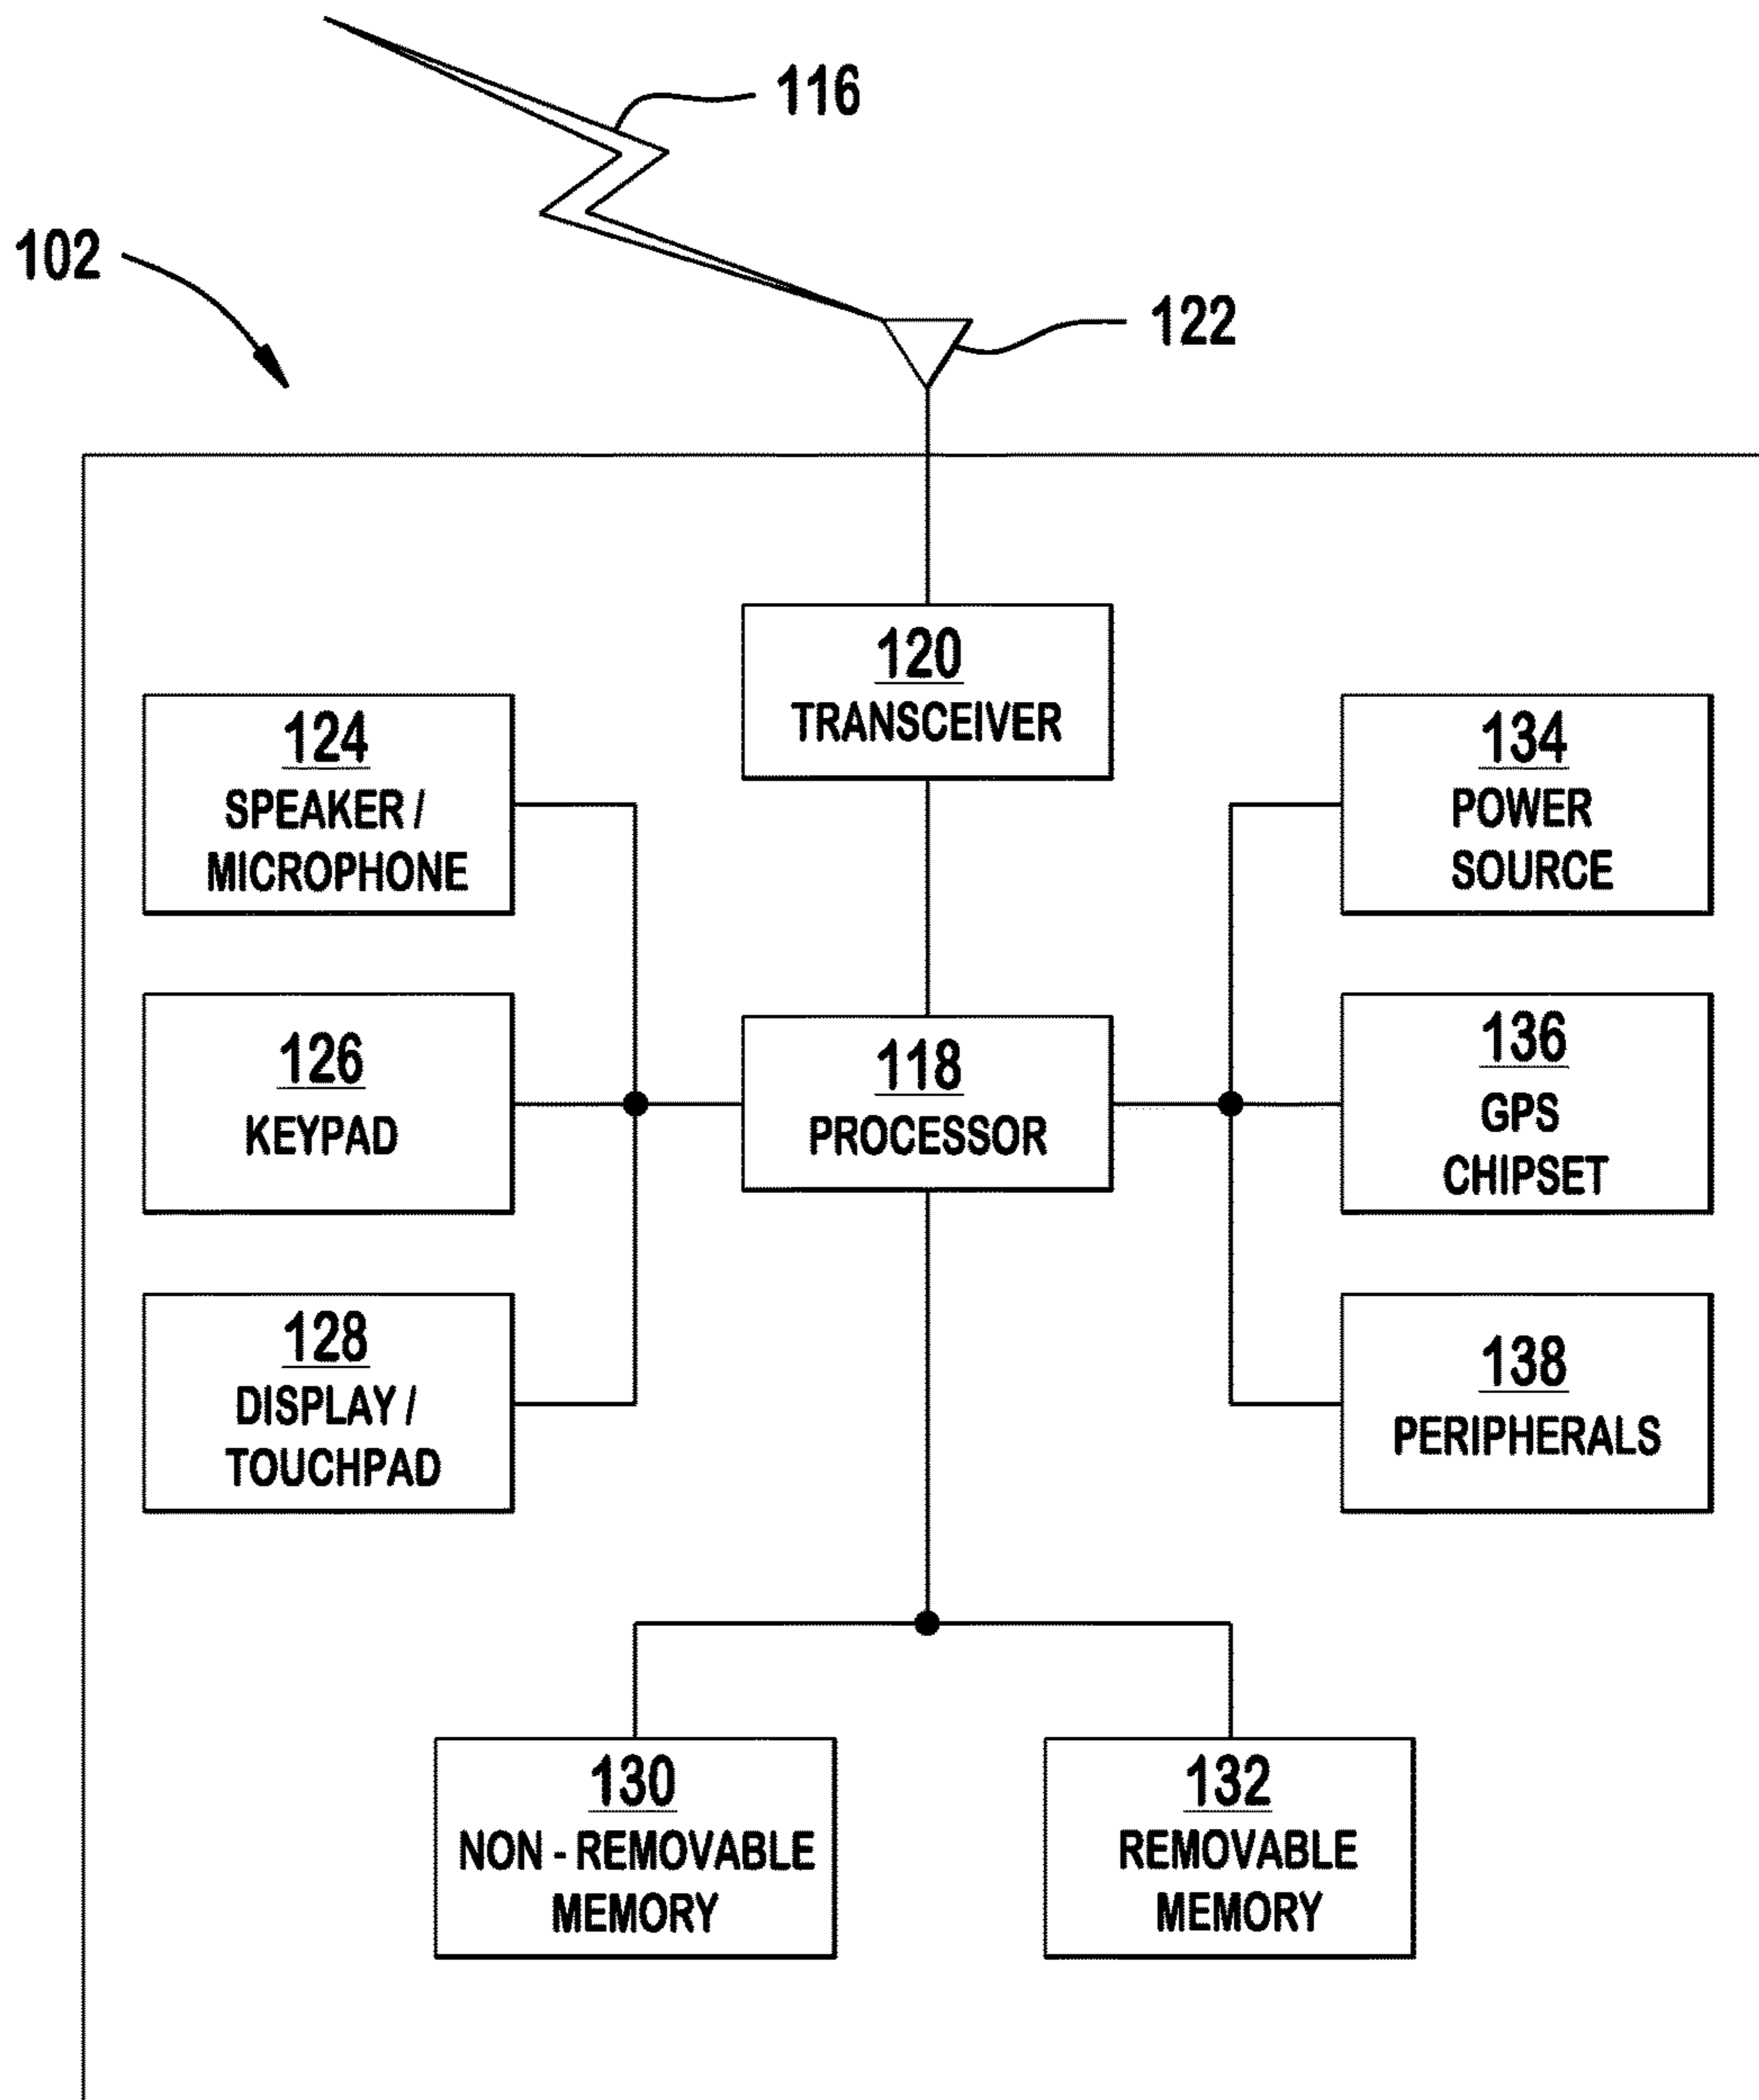 116
102
122
120
TRANSCEIVER
124
SPEAKER /
MICROPHONE
134
POWER
SOURCE
126
KEYPAD
118
PROCESSOR
136
GPS
CHIPSET
128
DISPLAY /
TOUCHPAD
138
PERIPHERALS
130
NON - REMOVABLE
MEMORY
132
REMOVABLE
MEMORY